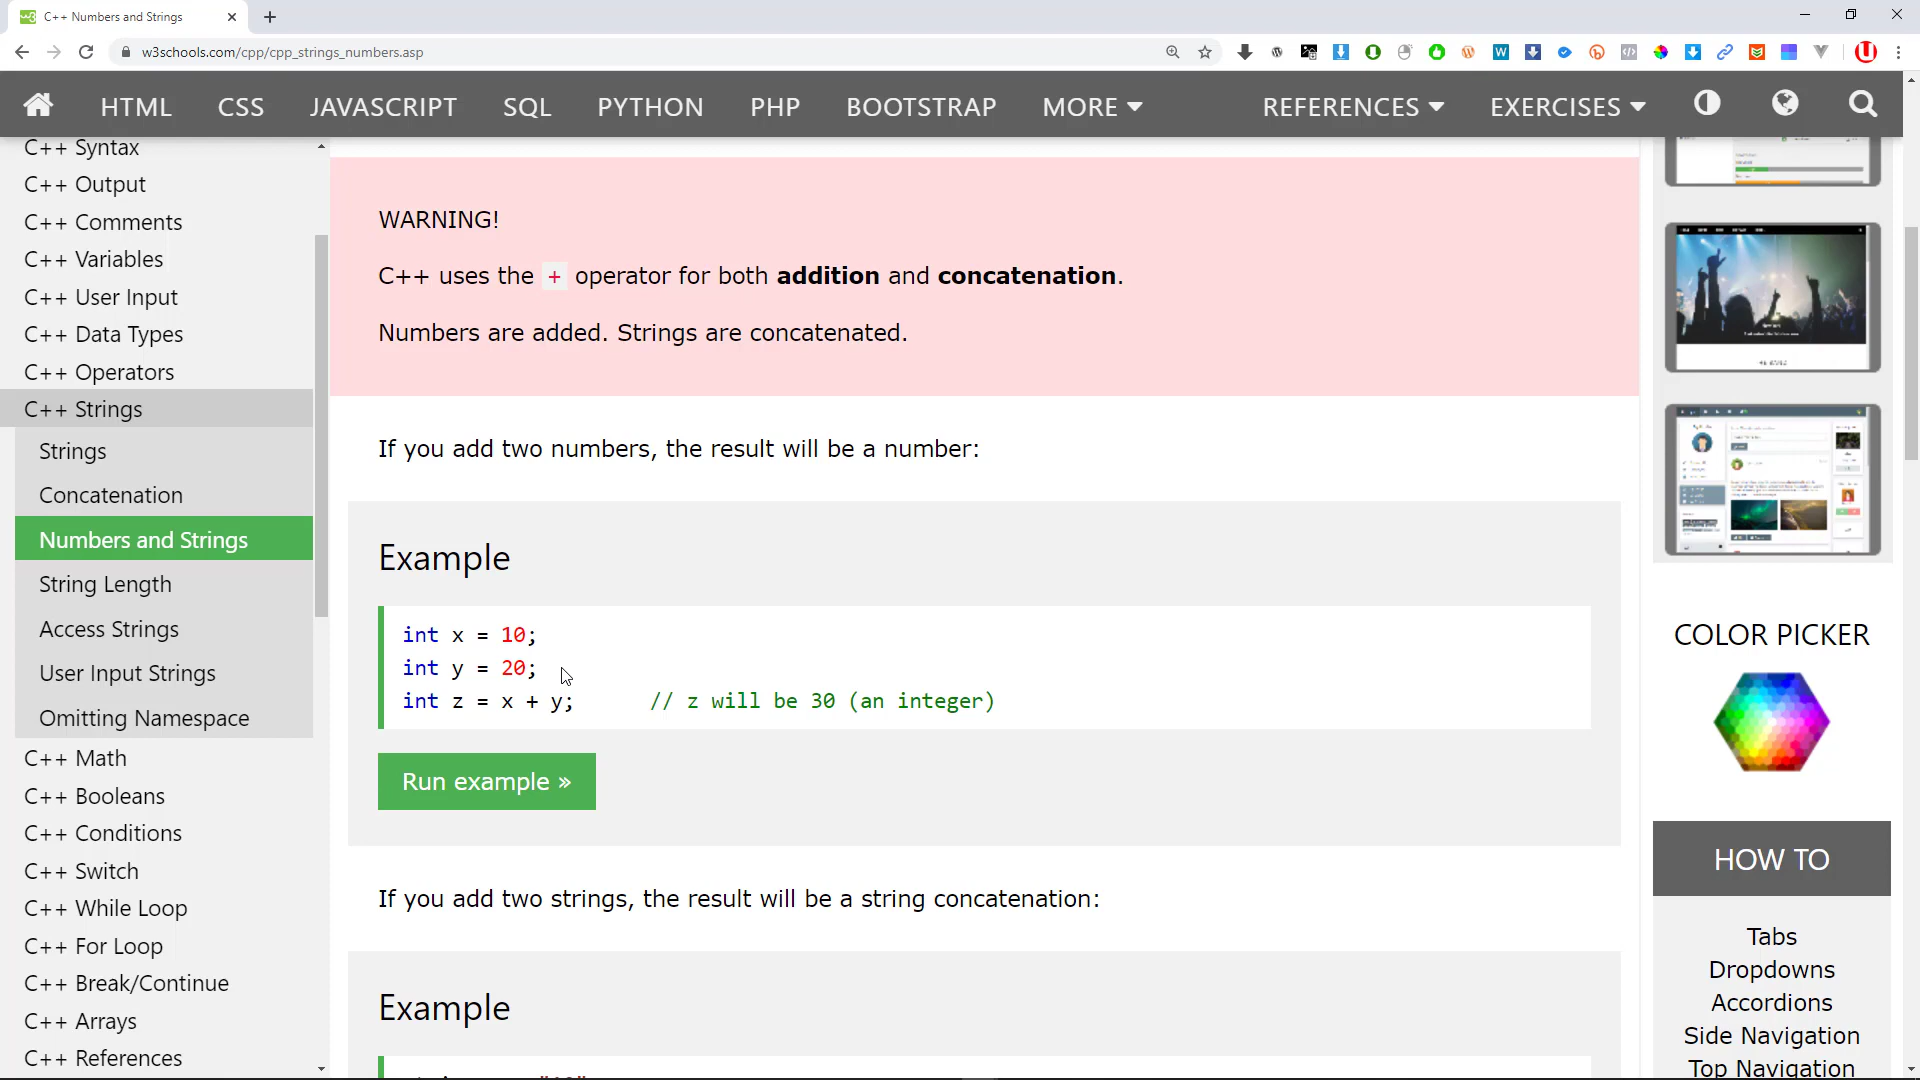 C++ Numbers and Strings
w3schools.com/cpp/cpp_strings_numbers.asp
HTML CSS JAVASCRIPT SQL PYTHON PHP BOOTSTRAP MORE REFERENCES EXERCISES
C++ Syntax
C++ Output
C++ Comments
C++ Variables
C++ User Input
C++ Data Types
C++ Operators
C++ Strings
Strings
Concatenation
Numbers and Strings
String Length
Access Strings
User Input Strings
Omitting Namespace
C++ Math
C++ Booleans
C++ Conditions
C++ Switch
C++ While Loop
C++ For Loop
C++ Break/Continue
C++ Arrays
C++ References
WARNING!
C++ uses the + operator for both addition and concatenation.
Numbers are added. Strings are concatenated.
If you add two numbers, the result will be a number:
Example
int x = 10;
int y = 20;
int z = x + y;      // z will be 30 (an integer)
Run example »
If you add two strings, the result will be a string concatenation:
Example
COLOR PICKER
HOW TO
Tabs
Dropdowns
Accordions
Side Navigation
Top Navigation